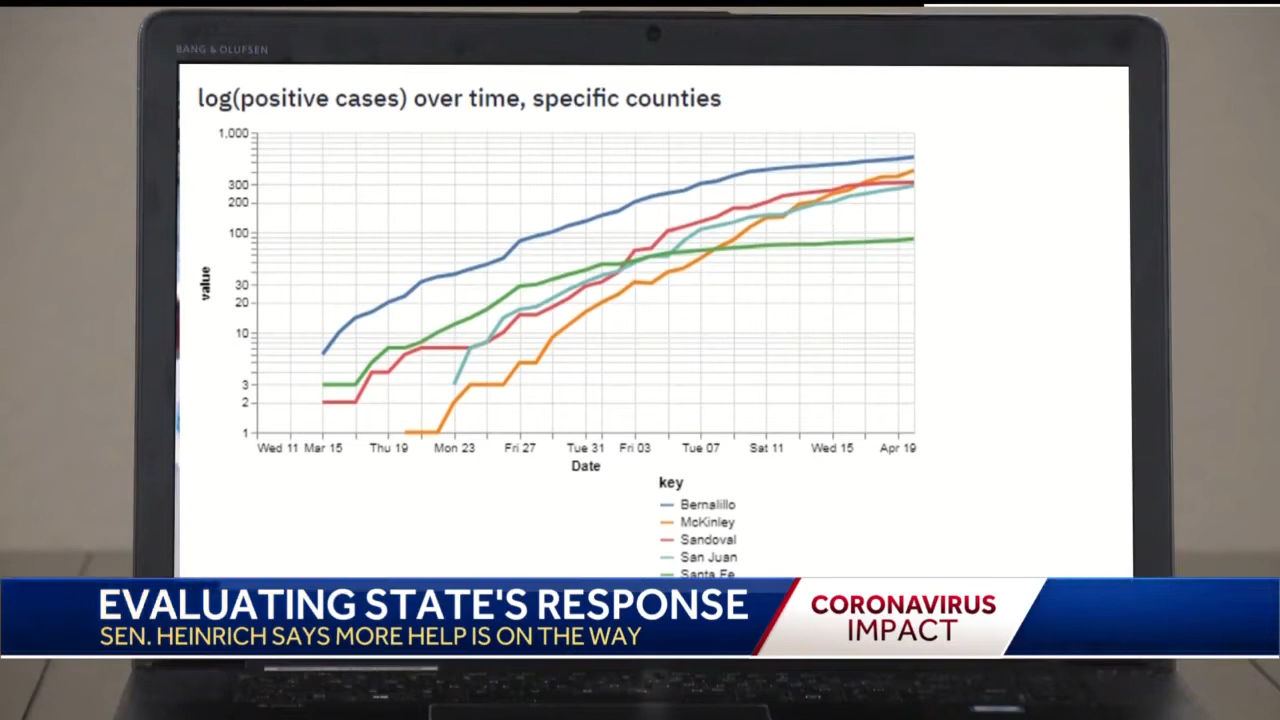 BANG & OLUFSEN
log(positive cases) over time, specific counties
1,000
300
200
100
30
20
10
3
2
1
value
Wed 11 Mar 15 Thu 19 Mon 23 Fri 27 Tue 31 Fri 03 Tue 07 Sat 11 Wed 15 Apr 19
Date
key
Bernalillo
McKinley
Sandoval
San Juan
Santa Fe
EVALUATING STATE'S RESPONSE
SEN. HEINRICH SAYS MORE HELP IS ON THE WAY
CORONAVIRUS
IMPACT